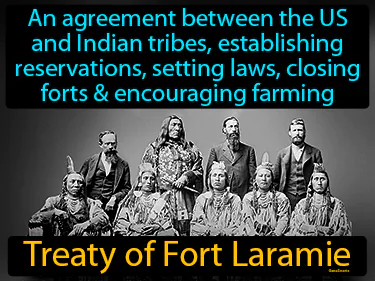 An agreement between the US
and Indian tribes, establishing
reservations, setting laws, closing
forts & encouraging farming
Treaty of Fort Laramie